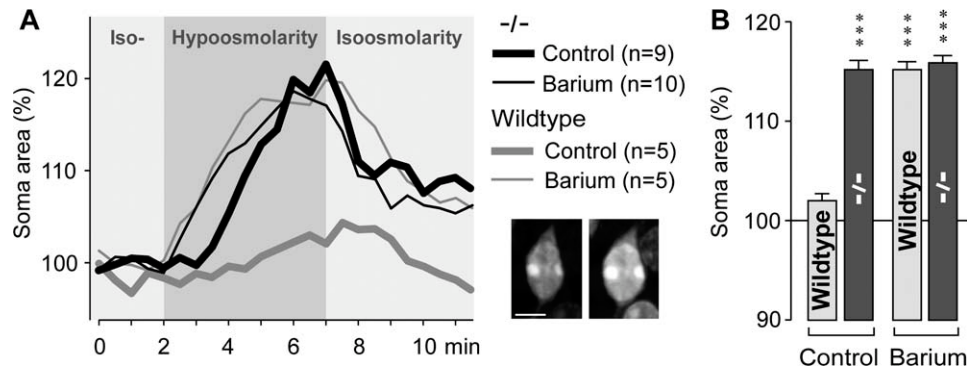 A
Iso- Hypoosmolarity Isoosmolarity
Soma area (%)
120
110
100
0 2 4 6 8 10 min
-/-
Control (n=9)
Barium (n=10)
Wildtype
Control (n=5)
Barium (n=5)
B
Soma area (%)
120
110
100
90
*** *** ***
Wildtype -/- Wildtype -/-
Control Barium